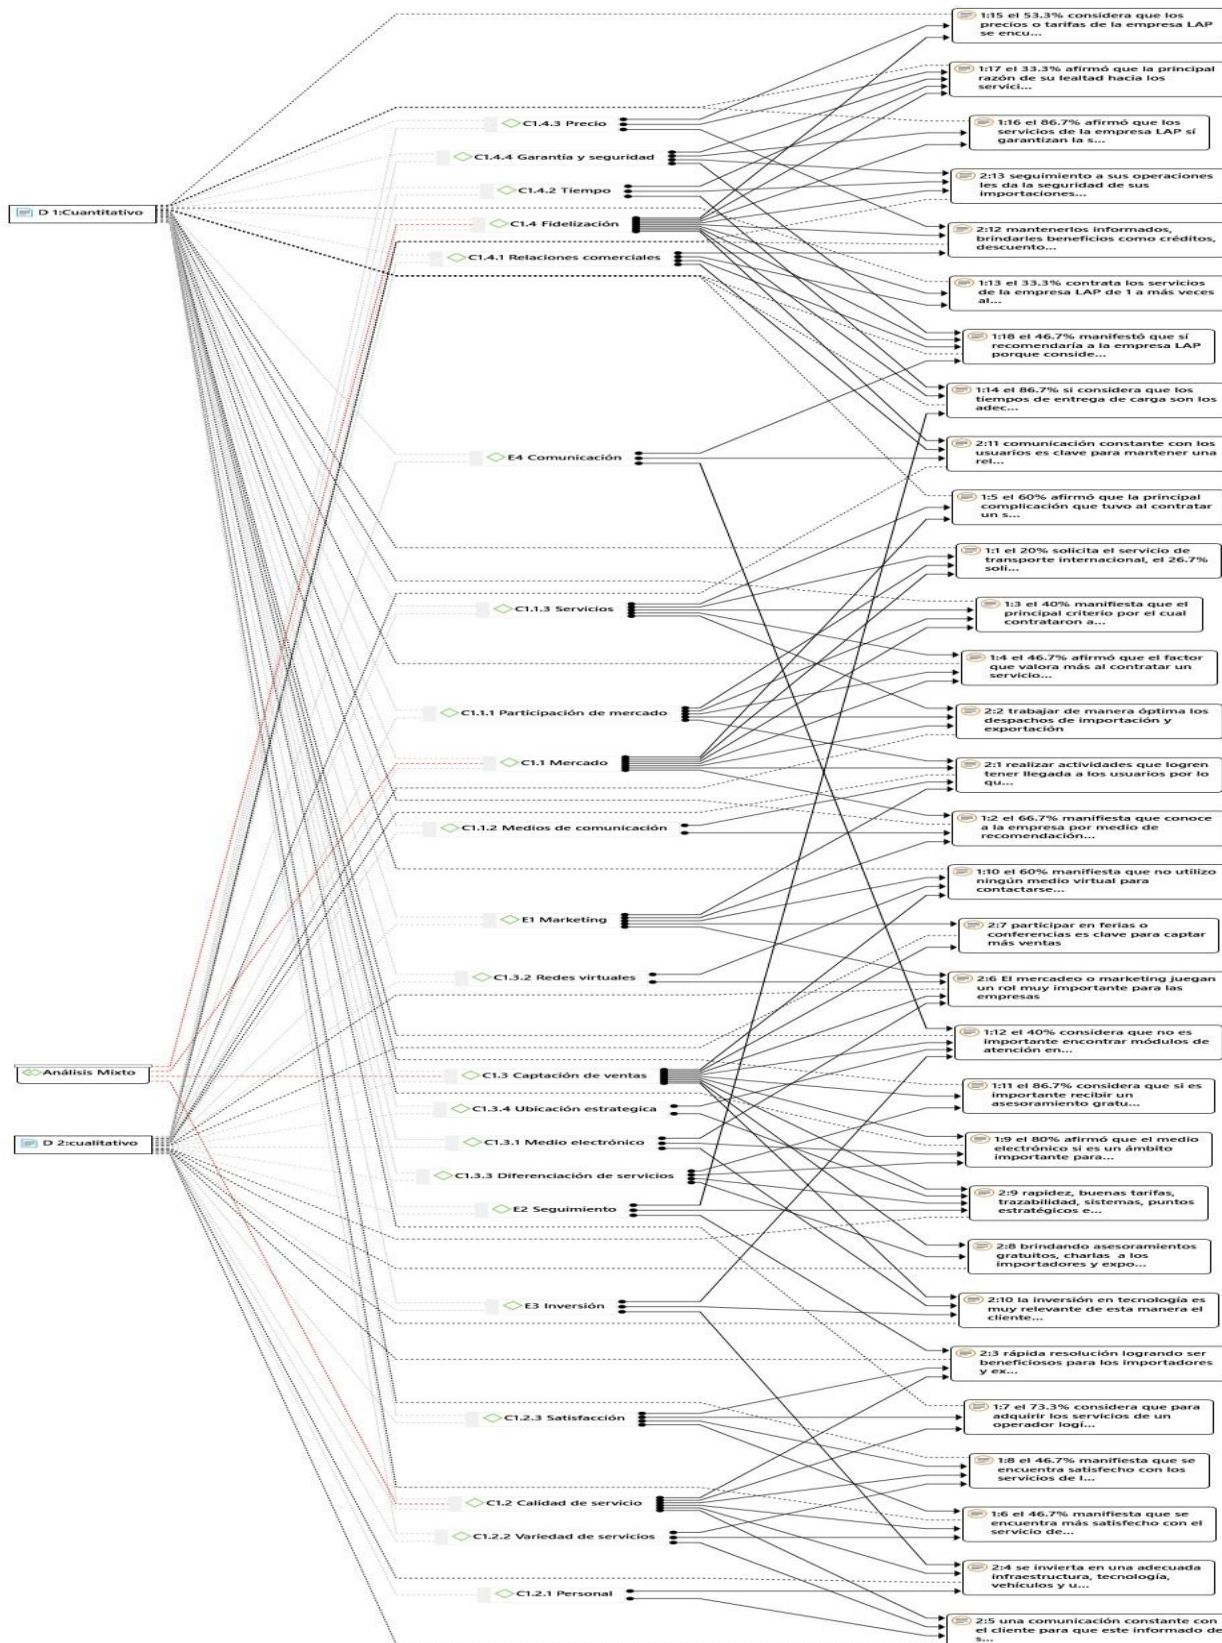 D 1:Cuantitativo
Análisis Mixto
D 2:cualitativo
C1.4.3 Precio
C1.4.4 Garantía y seguridad
C1.4.2 Tiempo
C1.4 Fidelización
C1.4.1 Relaciones comerciales
E4 Comunicación
C1.1.3 Servicios
C1.1.1 Participación de mercado
C1.1 Mercado
C1.1.2 Medios de comunicación
E1 Marketing
C1.3.2 Redes virtuales
C1.3 Captación de ventas
C1.3.4 Ubicación estrategica
C1.3.1 Medio electrónico
C1.3.3 Diferenciación de servicios
E2 Seguimiento
E3 Inversión
C1.2.3 Satisfacción
C1.2 Calidad de servicio
C1.2.2 Variedad de servicios
C1.2.1 Personal
1:15 el 53.3% considera que los
precios o tarifas de la empresa LAP
se encu...
1:17 el 33.3% afirmó que la principal
razón de su lealtad hacia los
servici...
1:16 el 86.7% afirmó que los
servicios de la empresa LAP sí
garantizan la s...
2:13 seguimiento a sus operaciones
les da la seguridad de sus
importaciones...
2:12 mantenerlos informados,
brindarles beneficios como créditos,
descuento...
1:13 el 33.3% contrata los servicios
de la empresa LAP de 1 a más veces
al...
1:18 el 46.7% manifestó que sí
recomendaría a la empresa LAP
porque conside...
1:14 el 86.7% si considera que los
tiempos de entrega de carga son los
adec...
2:11 comunicación constante con los
usuarios es clave para mantener una
rel...
1:5 el 60% afirmó que la principal
complicación que tuvo al contratar
un s...
1:1 el 20% solicita el servicio de
transporte internacional, el 26.7%
soli...
1:3 el 40% manifiesta que el
principal criterio por el cual
contrataron a...
1:4 el 46.7% afirmó que el factor
que valora más al contratar un
servicio...
2:2 trabajar de manera óptima los
despachos de importación y
exportación
2:1 realizar actividades que logren
tener llegada a los usuarios por lo
qu...
1:2 el 66.7% manifiesta que conoce
a la empresa por medio de
recomendación...
1:10 el 60% manifiesta que no utilizo
ningún medio virtual para
contactarse...
2:7 participar en ferias o
conferencias es clave para captar
más ventas
2:6 El mercadeo o marketing juegan
un rol muy importante para las
empresas
1:12 el 40% considera que no es
importante encontrar módulos de
atención en...
1:11 el 86.7% considera que si es
importante recibir un
asesoramiento gratu...
1:9 el 80% afirmó que el medio
electrónico si es un ámbito
importante para...
2:9 rapidez, buenas tarifas,
trazabilidad, sistemas, puntos
estratégicos e...
2:8 brindando asesoramientos
gratuitos, charlas a los
importadores y expo...
2:10 la inversión en tecnología es
muy relevante de esta manera el
cliente...
2:3 rápida resolución logrando ser
beneficiosos para los importadores
y ex...
1:7 el 73.3% considera que para
adquirir los servicios de un
operador logí...
1:8 el 46.7% manifiesta que se
encuentra satisfecho con los
servicios de l...
1:6 el 46.7% manifiesta que se
encuentra más satisfecho con el
servicio de...
2:4 se invierta en una adecuada
infraestructura, tecnología,
vehículos y u...
2:5 una comunicación constante con
el cliente para que este informado de
s...